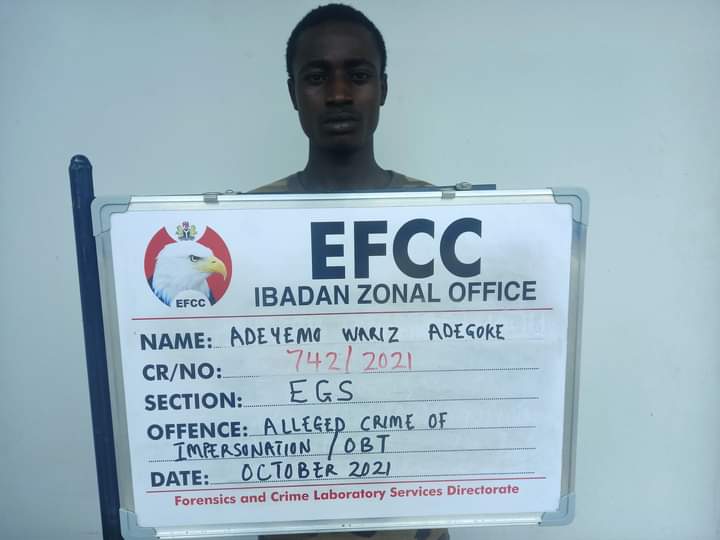 EFCC
IBADAN ZONAL OFFICE
EFCC
NAME: ADEYEMO WARIZ ADEGOKE
CR/NO: 742/2021
SECTION: EGS
OFFENCE: ALLEGED CRIME OF
IMPERSONATION/OBT
DATE: OCTOBER 2021
Forensics and Crime Laboratory Services Directorate